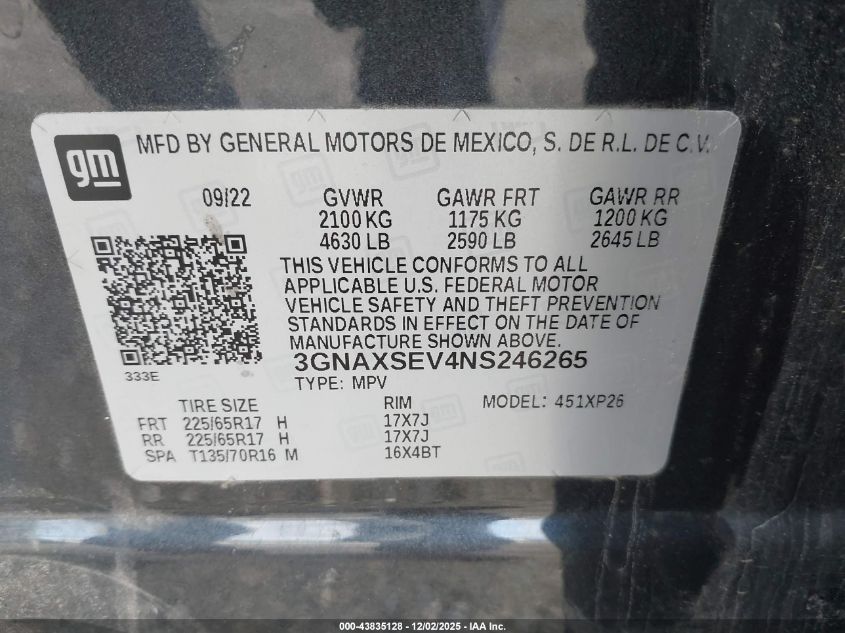 gm
MFD BY GENERAL MOTORS DE MEXICO, S. DE R.L. DE C.V.
09/22 GVWR GAWR FRT GAWR RR
2100 KG 1175 KG 1200 KG
4630 LB 2590 LB 2645 LB
THIS VEHICLE CONFORMS TO ALL
APPLICABLE U.S. FEDERAL MOTOR
VEHICLE SAFETY AND THEFT PREVENTION
STANDARDS IN EFFECT ON THE DATE OF
MANUFACTURE SHOWN ABOVE.
3GNAXSEV4NS246265
333E
TYPE: MPV
TIRE SIZE RIM MODEL: 451XP26
FRT 225/65R17 H 17X7J
RR 225/65R17 H 17X7J
SPA T135/70R16 M 16X4BT
000-43835128 - 12/02/2025 - IAA Inc.